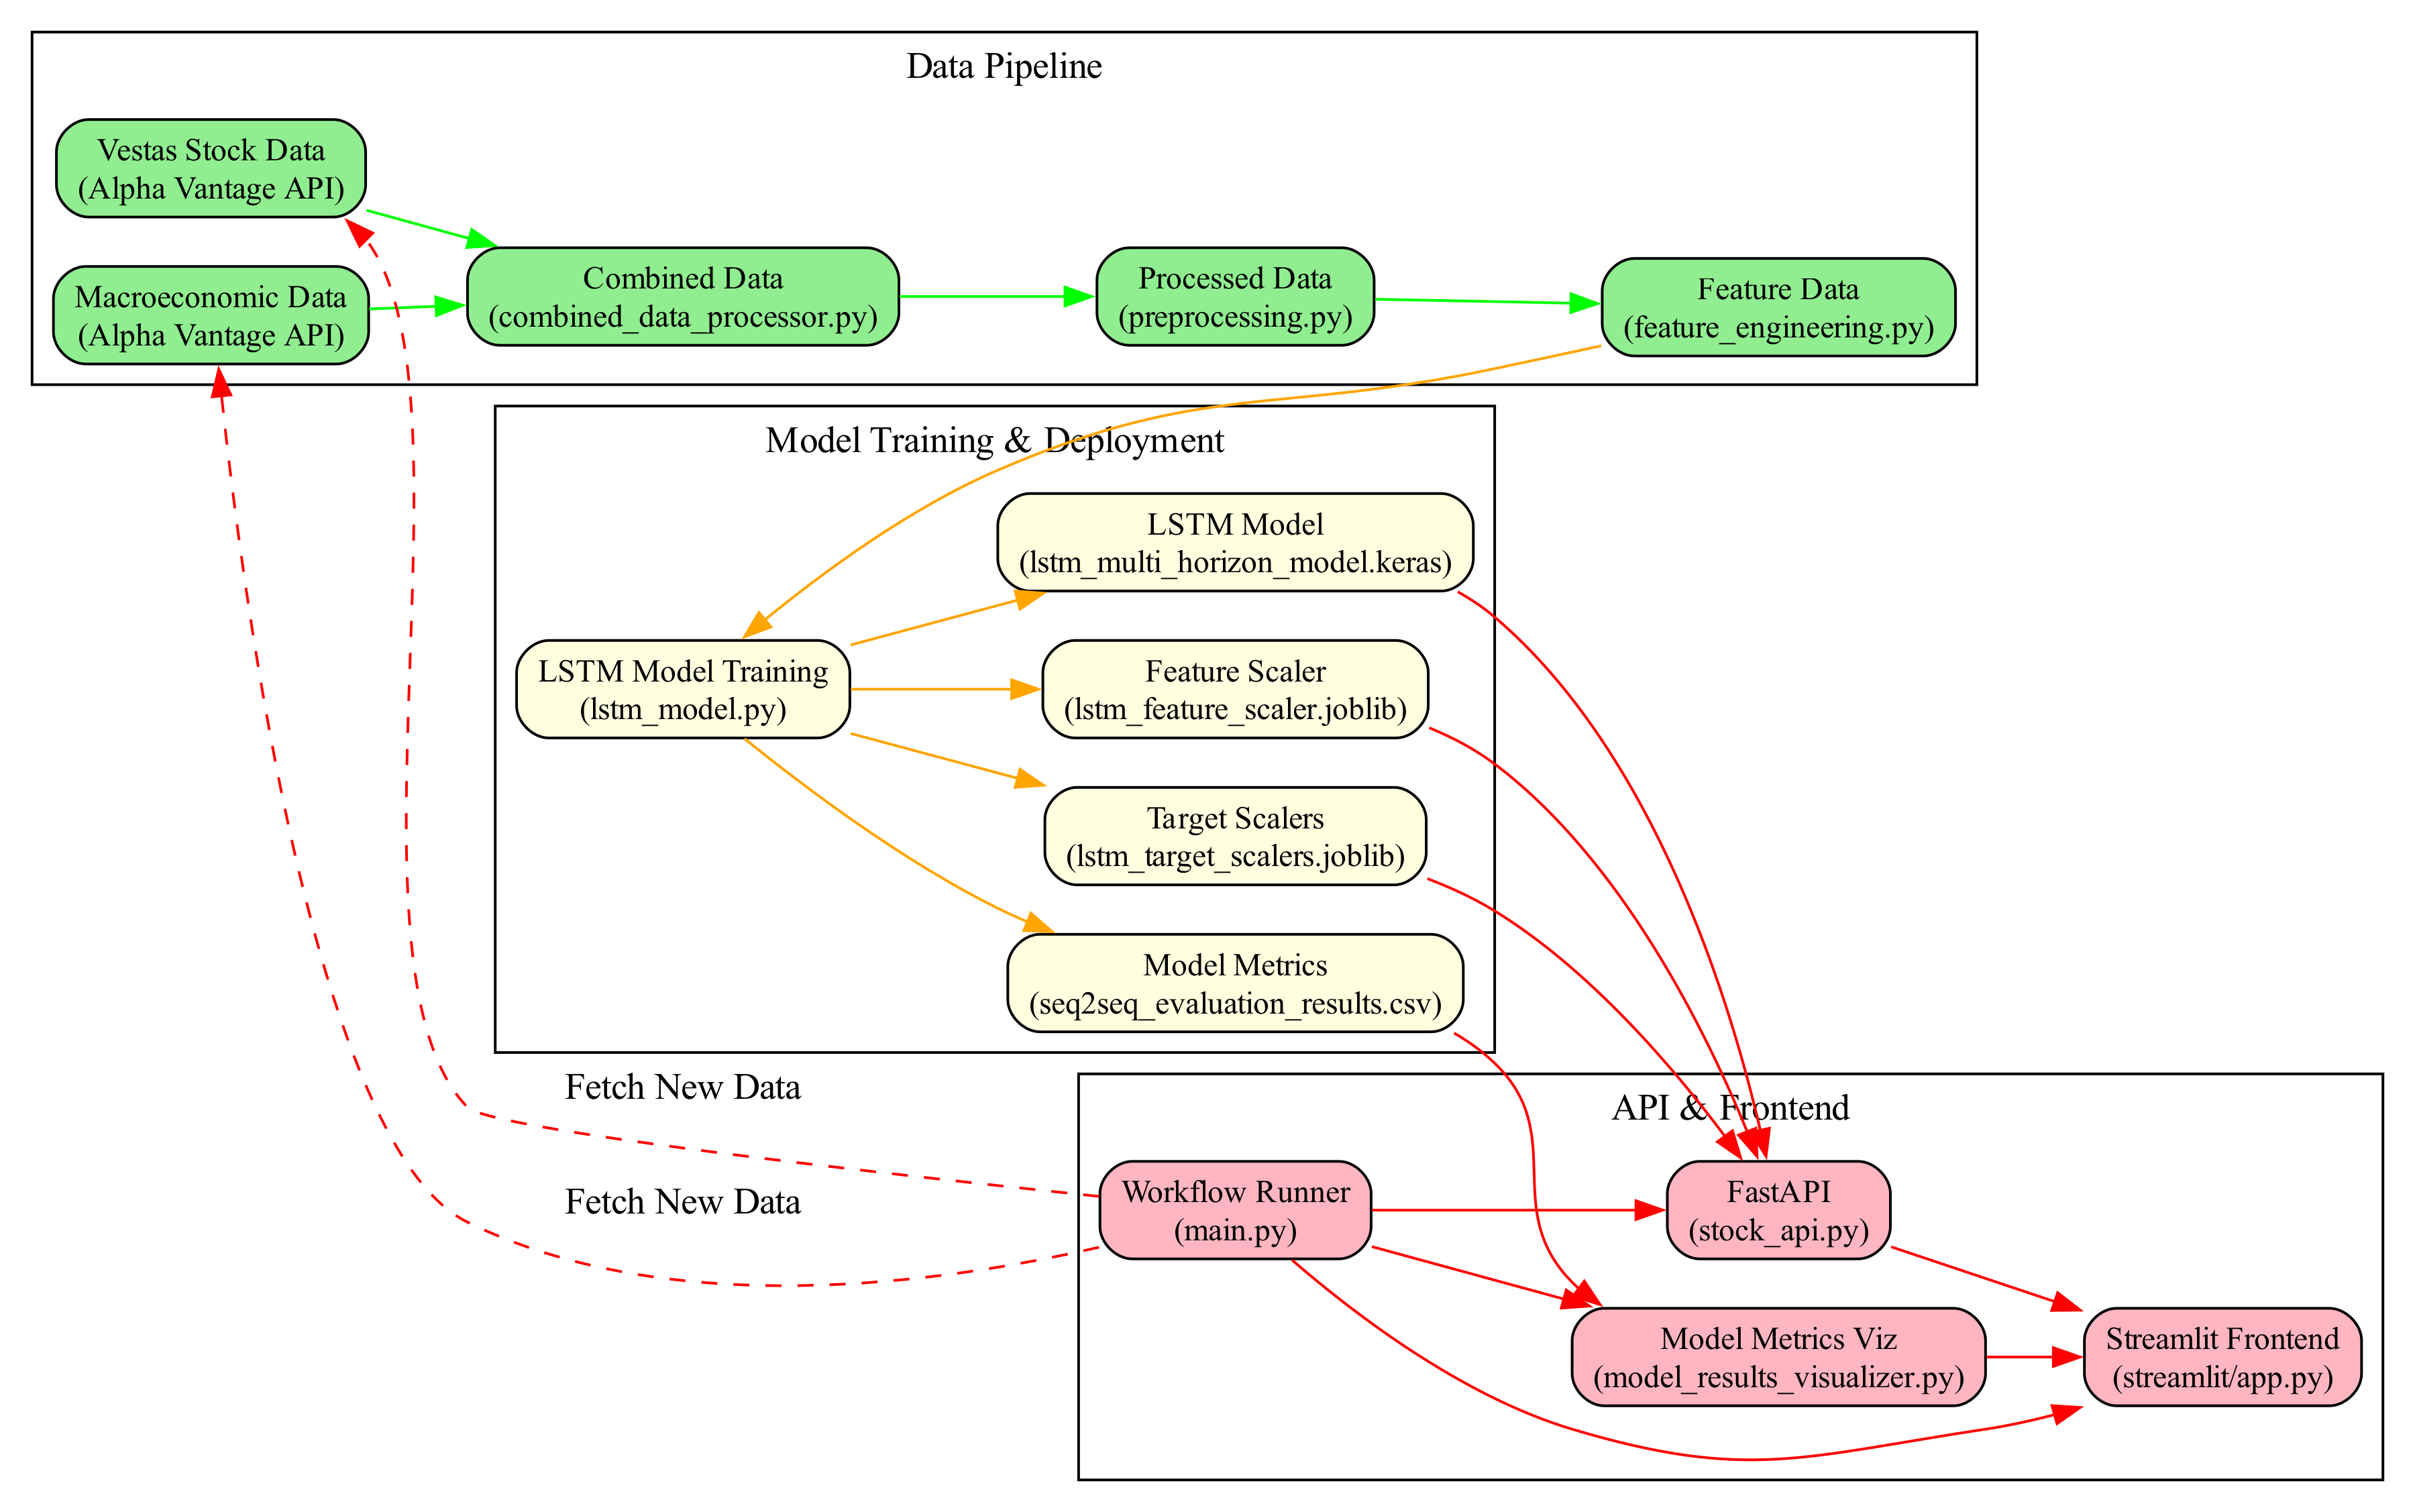 Data Pipeline
Vestas Stock Data
(Alpha Vantage API)
Macroeconomic Data
(Alpha Vantage API)
Combined Data
(combined_data_processor.py)
Processed Data
(preprocessing.py)
Feature Data
(feature_engineering.py)
Model Training & Deployment
LSTM Model Training
(lstm_model.py)
LSTM Model
(lstm_multi_horizon_model.keras)
Feature Scaler
(lstm_feature_scaler.joblib)
Target Scalers
(lstm_target_scalers.joblib)
Model Metrics
(seq2seq_evaluation_results.csv)
Fetch New Data
Fetch New Data
API & Frontend
Workflow Runner
(main.py)
FastAPI
(stock_api.py)
Model Metrics Viz
(model_results_visualizer.py)
Streamlit Frontend
(streamlit/app.py)